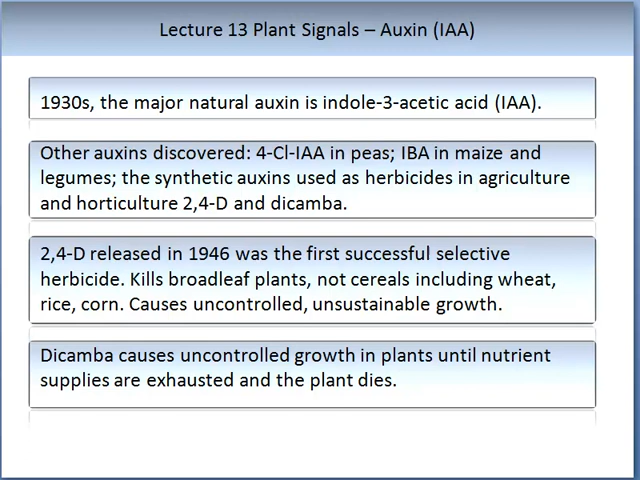 Lecture 13 Plant Signals – Auxin (IAA)
1930s, the major natural auxin is indole-3-acetic acid (IAA).
Other auxins discovered: 4-Cl-IAA in peas; IBA in maize and
legumes; the synthetic auxins used as herbicides in agriculture
and horticulture 2,4-D and dicamba.
2,4-D released in 1946 was the first successful selective
herbicide. Kills broadleaf plants, not cereals including wheat,
rice, corn. Causes uncontrolled, unsustainable growth.
Dicamba causes uncontrolled growth in plants until nutrient
supplies are exhausted and the plant dies.